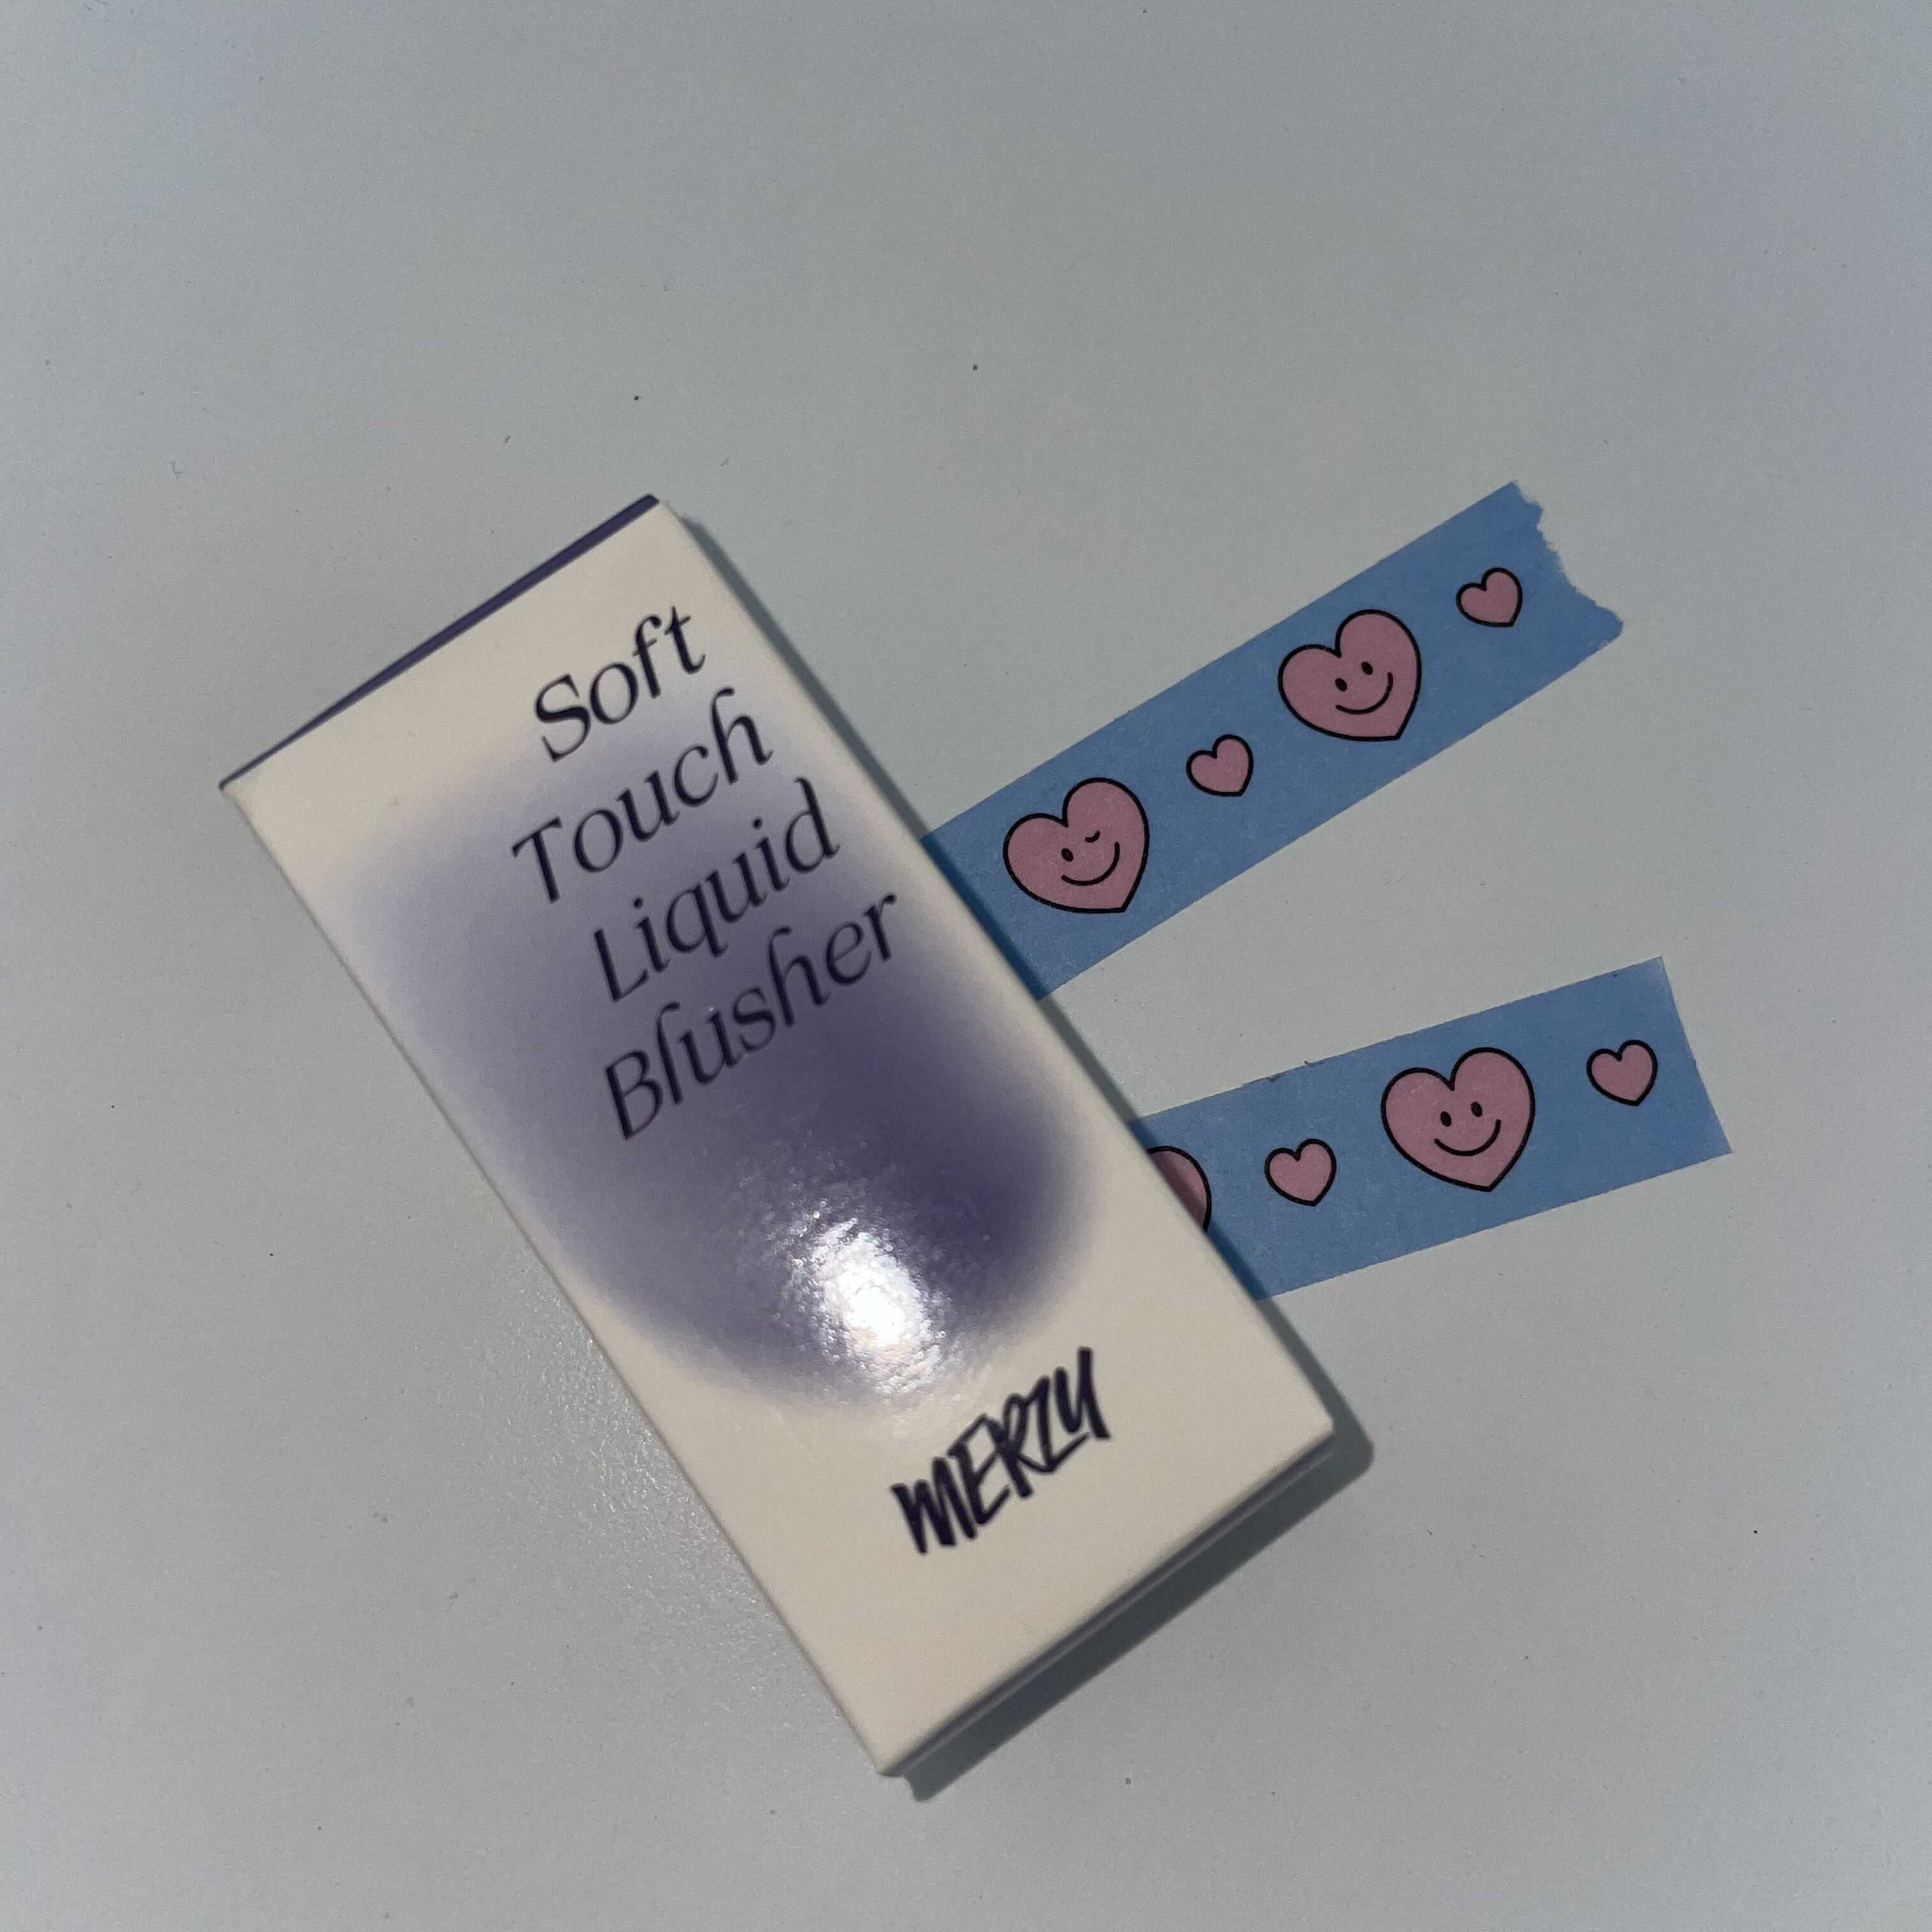 Soft
Touch
Liquid
Blusher
MERZY